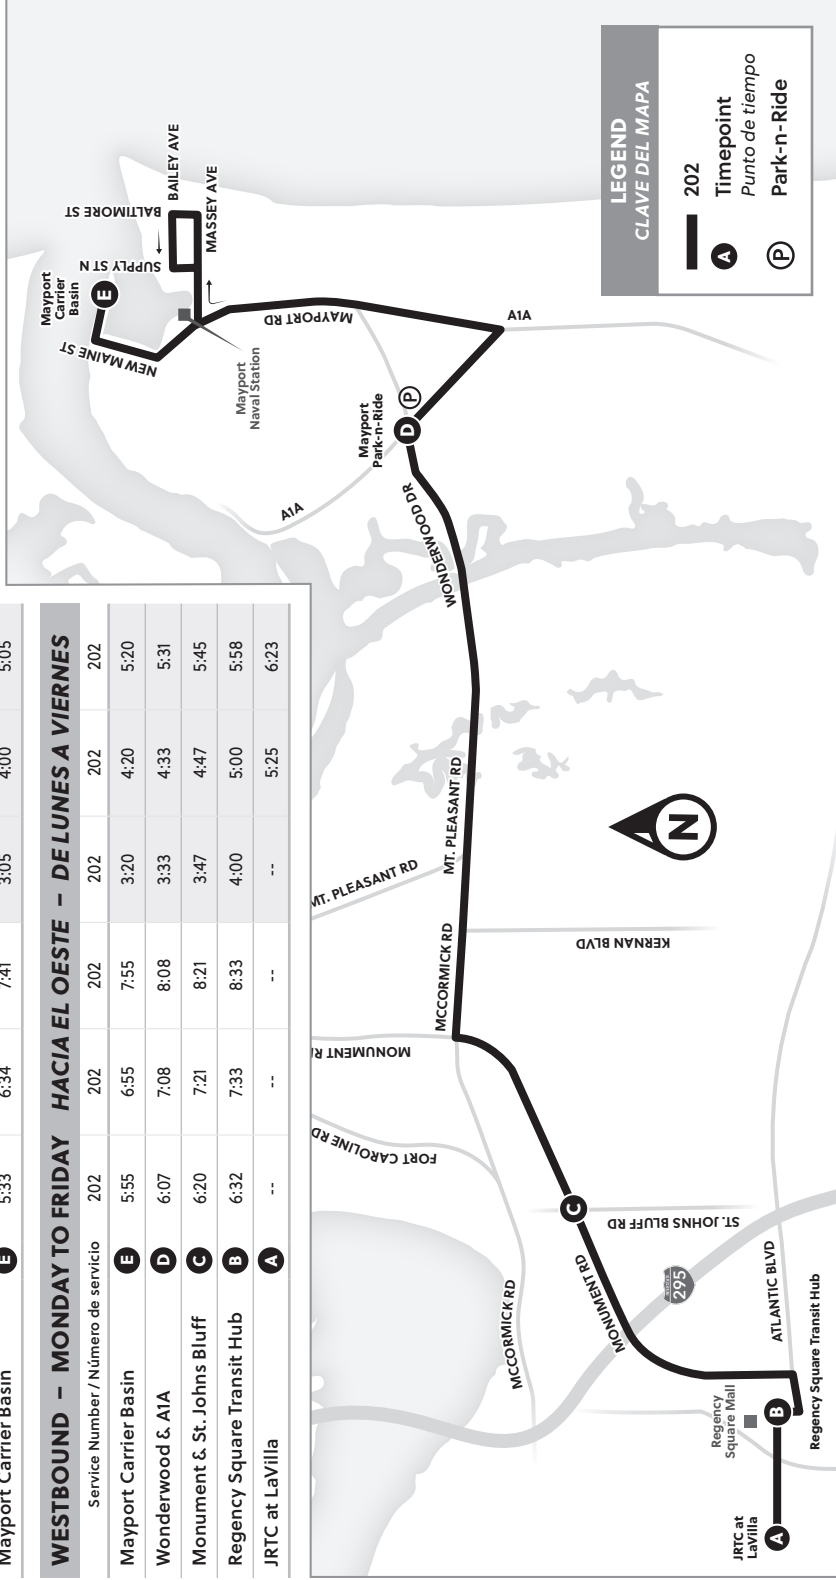 Mayport Carrier Basin E 5:33 6:34 7:41 3:05 4:00 5:05
WESTBOUND – MONDAY TO FRIDAY HACIA EL OESTE – DE LUNES A VIERNES
Service Number / Número de servicio 202 202 202 202 202 202
Mayport Carrier Basin E 5:55 6:55 7:55 3:20 4:20 5:20
Wonderwood & A1A D 6:07 7:08 8:08 3:33 4:33 5:31
Monument & St. Johns Bluff C 6:20 7:21 8:21 3:47 4:47 5:45
Regency Square Transit Hub B 6:32 7:33 8:33 4:00 5:00 5:58
JRTC at LaVilla A -- -- -- -- 5:25 6:23
BAILEY AVE
MASSEY AVE
BALTIMORE ST
SUPPLY ST N
Mayport
Carrier
Basin
E
NEW MAINE ST
MAYPORT RD
Mayport
Naval Station
A1A
Mayport
Park-n-Ride
D
P
A1A
WONDERWOOD DR
MT. PLEASANT RD
MT. PLEASANT RD
MCCORMICK RD
KERNAN BLVD
MONUMENT RD
FORT CAROLINE RD
N
C
ST. JOHNS BLUFF RD
MONUMENT RD
295
MCCORMICK RD
ATLANTIC BLVD
Regency
Square Mall
B
Regency Square Transit Hub
JRTC at
LaVilla
A
LEGEND
CLAVE DEL MAPA
202
A Timepoint
Punto de tiempo
P Park-n-Ride